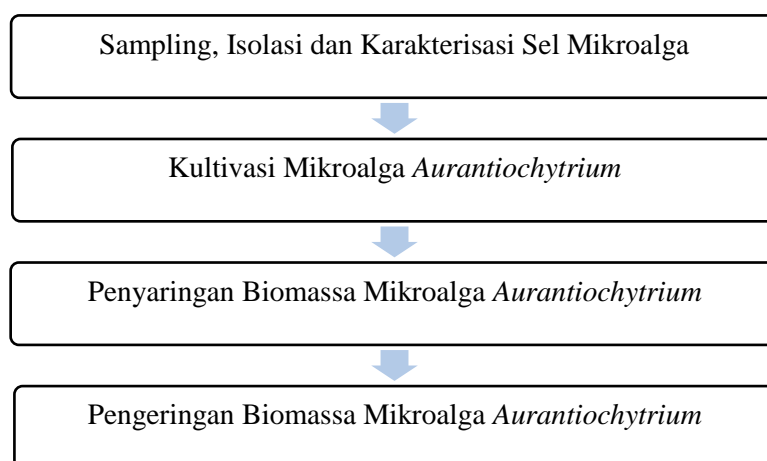 Sampling, Isolasi dan Karakterisasi Sel Mikroalga
Kultivasi Mikroalga Aurantiochytrium
Penyaringan Biomassa Mikroalga Aurantiochytrium
Pengeringan Biomassa Mikroalga Aurantiochytrium